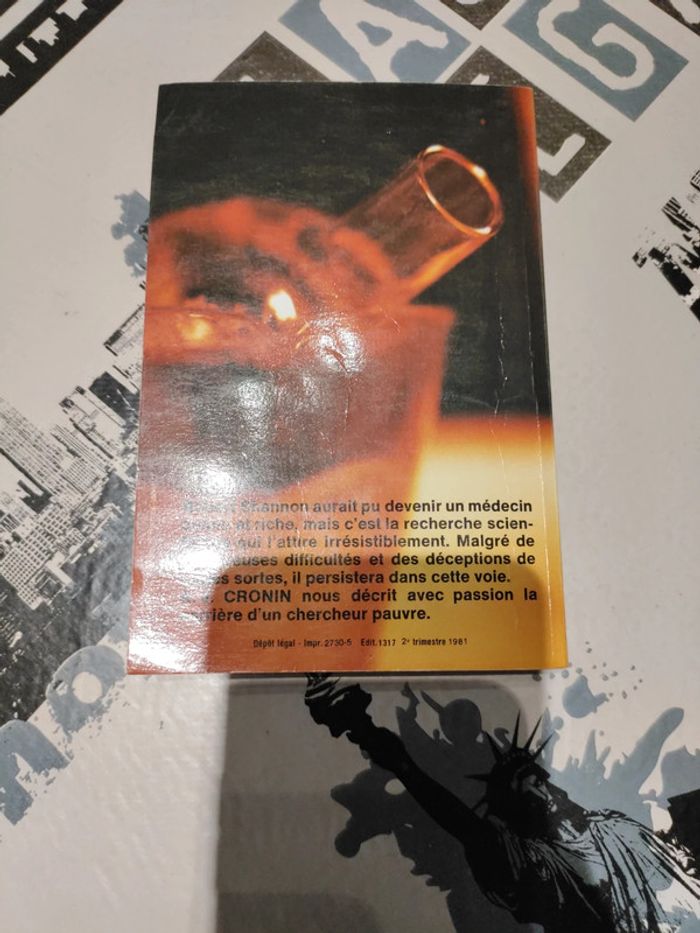 A
G
Shannon aurait pu devenir un médecin
et riche, mais c'est la recherche scien-
qui l'attire irrésistiblement. Malgré de
difficultés et des déceptions de
sortes, il persistera dans cette voie.
CRONIN nous décrit avec passion la
d'un chercheur pauvre.
Dépôt légal - Impr. 2730-5 Edit. 1317 2e trimestre 1981